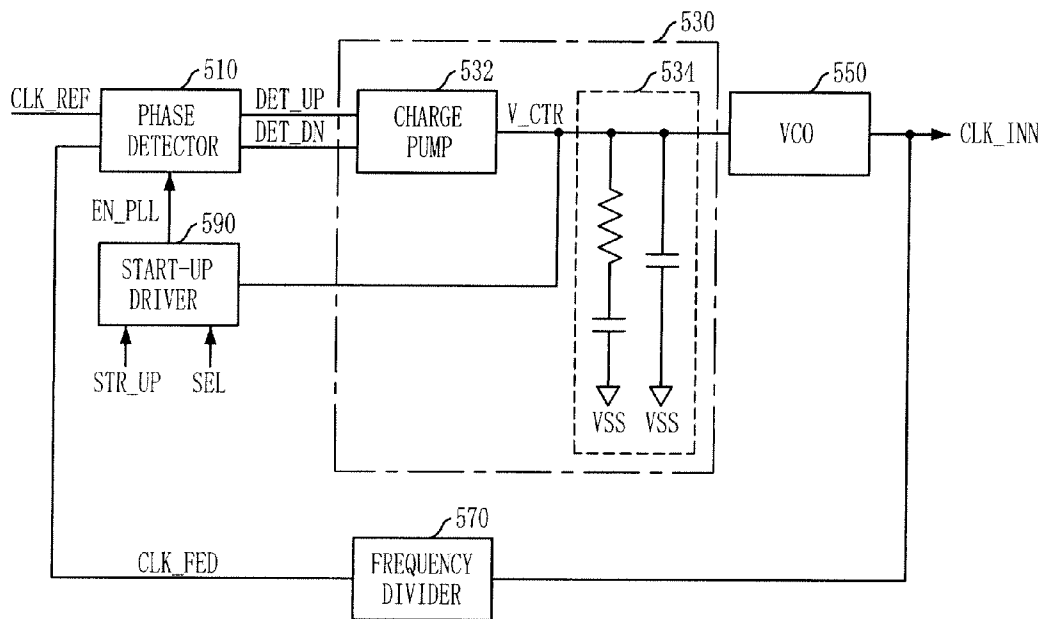 530
510
532
534
550
CLK_REF
PHASE
DETECTOR
DET_UP
DET_DN
CHARGE
PUMP
V_CTR
VCO
CLK_INN
EN_PLL
590
START-UP
DRIVER
STR_UP
SEL
VSS
VSS
570
CLK_FED
FREQUENCY
DIVIDER